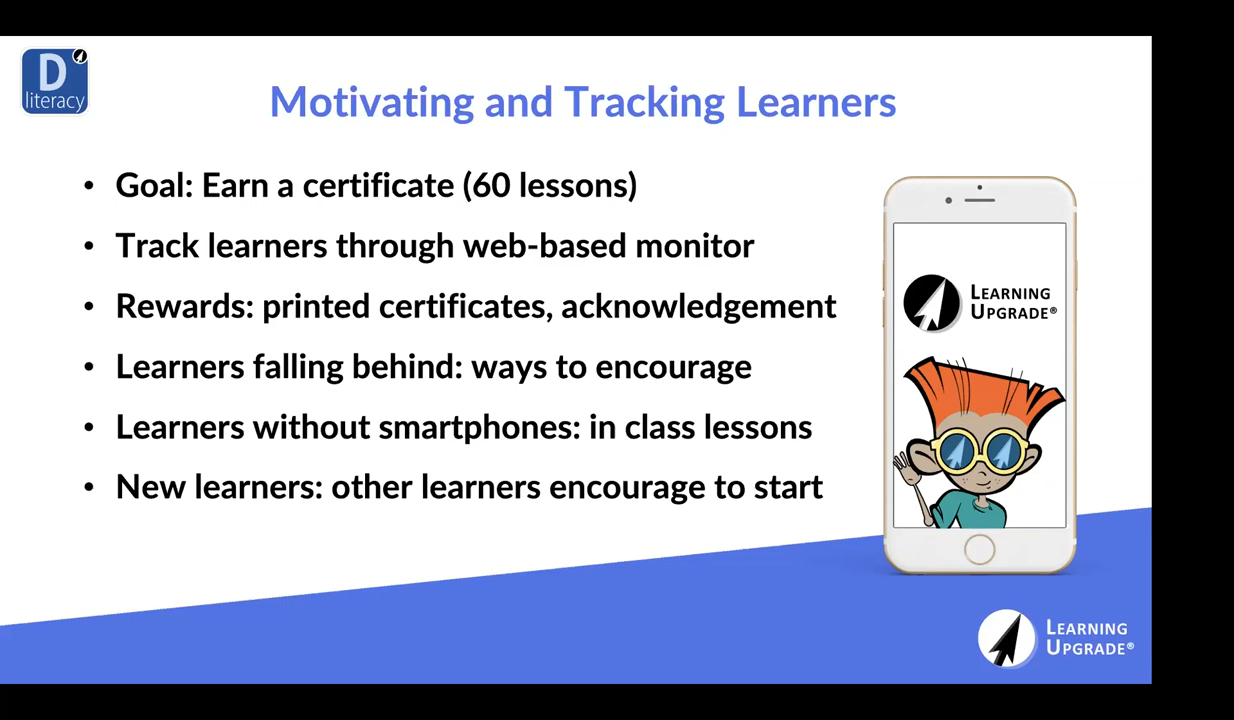 D
literacy
Motivating and Tracking Learners
• Goal: Earn a certificate (60 lessons)
• Track learners through web-based monitor
• Rewards: printed certificates, acknowledgement
• Learners falling behind: ways to encourage
• Learners without smartphones: in class lessons
• New learners: other learners encourage to start
LEARNING
UPGRADE®
LEARNING
UPGRADE®